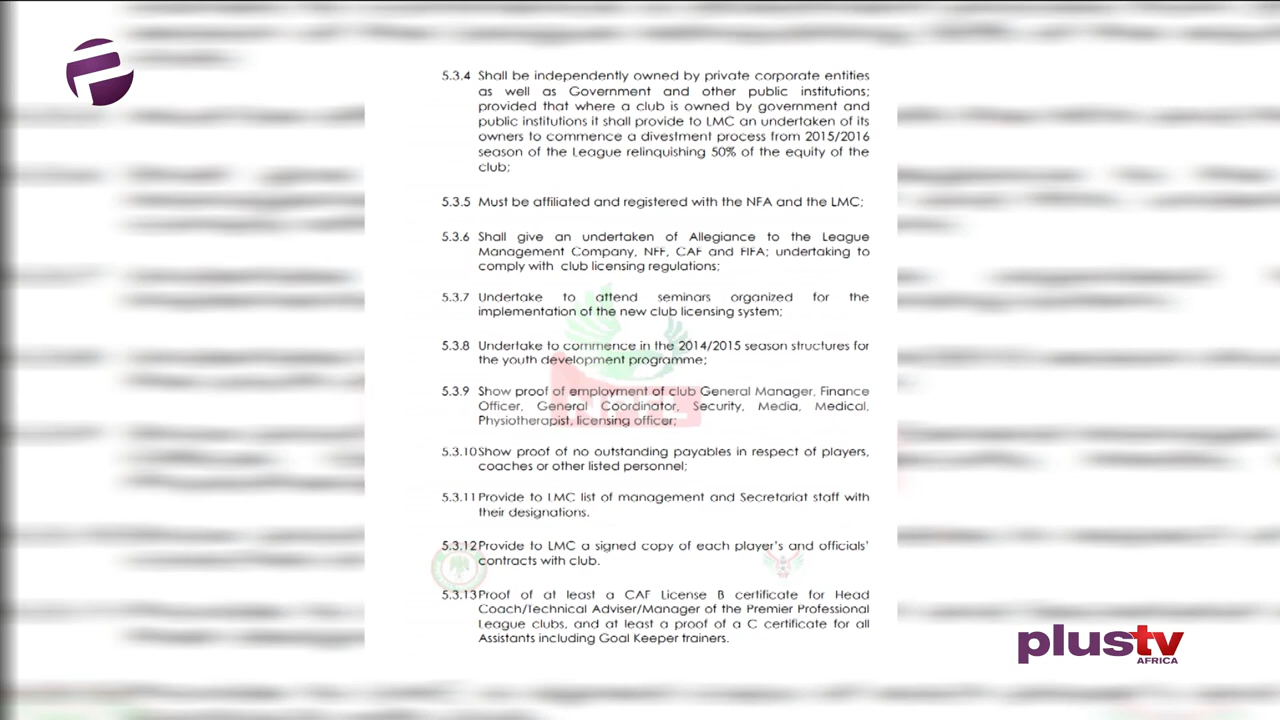 5.3.4 Shall be independently owned by private corporate entities
as well as Government and other public institutions;
provided that where a club is owned by government and
public institutions it shall provide to LMC an undertaken of its
owners to commence a divestment process from 2015/2016
season of the League relinquishing 50% of the equity of the
club;
5.3.5 Must be affiliated and registered with the NFA and the LMC;
5.3.6 Shall give an undertaken of Allegiance to the League
Management Company, NFF, CAF and FIFA; undertaking to
comply with club licensing regulations;
5.3.7 Undertake to attend seminars organized for the
implementation of the new club licensing system;
5.3.8 Undertake to commence in the 2014/2015 season structures for
the youth development programme;
5.3.9 Show proof of employment of club General Manager, Finance
Officer, General Coordinator, Security, Media, Medical,
Physiotherapist, licensing officer;
5.3.10 Show proof of no outstanding payables in respect of players,
coaches or other listed personnel;
5.3.11 Provide to LMC list of management and Secretariat staff with
their designations.
5.3.12 Provide to LMC a signed copy of each player's and officials'
contracts with club.
5.3.13 Proof of at least a CAF License B certificate for Head
Coach/Technical Adviser/Manager of the Premier Professional
League clubs, and at least a proof of a C certificate for all
Assistants including Goal Keeper trainers.
plustv
AFRICA